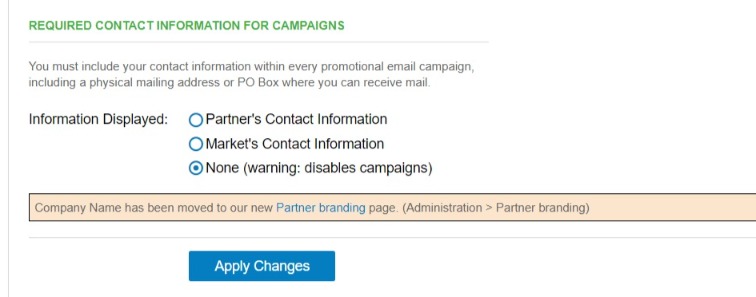 REQUIRED CONTACT INFORMATION FOR CAMPAIGNS
You must include your contact information within every promotional email campaign,
including a physical mailing address or PO Box where you can receive mail.
Information Displayed: Partner's Contact Information
Market's Contact Information
None (warning: disables campaigns)
Company Name has been moved to our new Partner branding page. (Administration > Partner branding)
Apply Changes